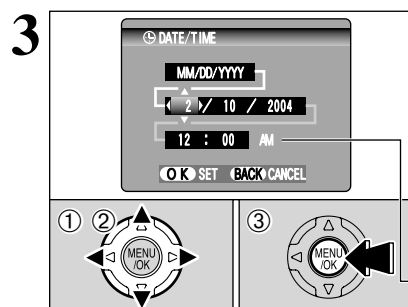 3
DATE/TIME
MM/DD/YYYY
2 / 10 / 2004
12 : 00 AM
OK SET BACK CANCEL
① ② ③
MENU /OK
MENU /OK